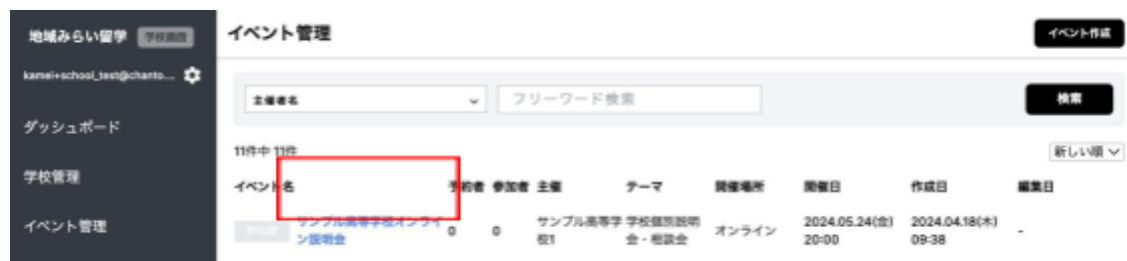 地域みらい留学 学校画面
イベント管理
イベント作成
kamei+school_test@chanto...
主催者名
フリーワード検索
検索
ダッシュボード
11件中 11件
新しい順
学校管理
イベント名 予約者 参加者 主催 テーマ 開催場所 開催日 作成日 編集日
イベント管理
サンプル高等学校オンライン説明会 0 0 サンプル高等学校1 学校個別説明会・相談会 オンライン 2024.05.24(金) 20:00 2024.04.18(木) 09:38 -